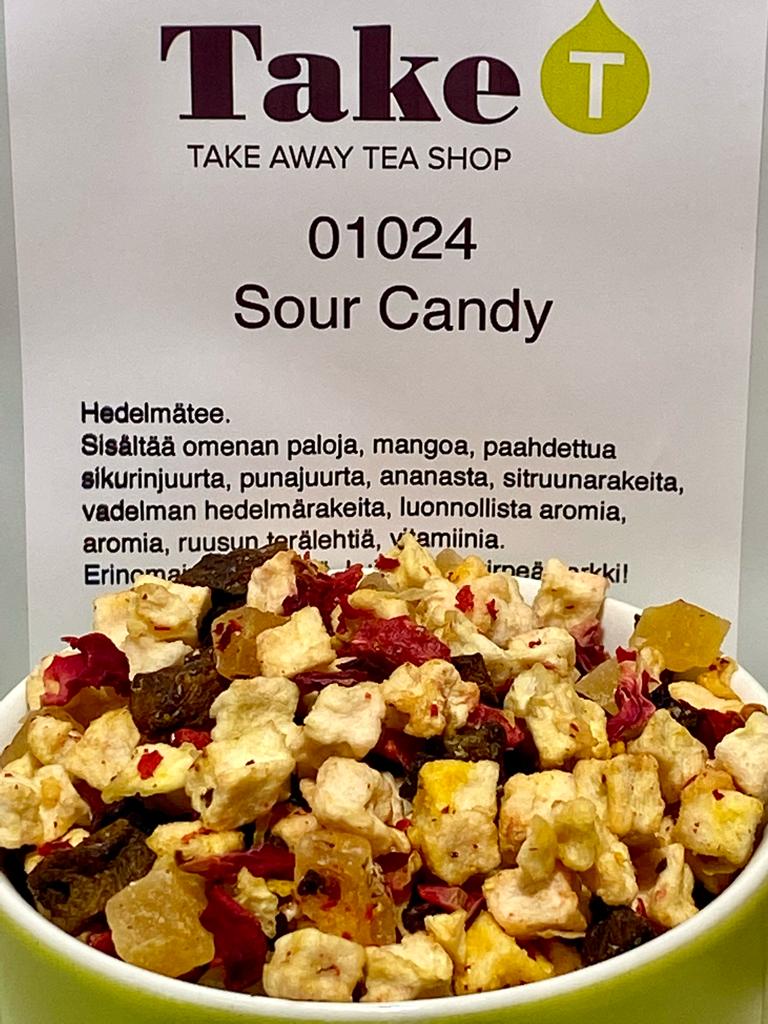 Take T
TAKE AWAY TEA SHOP
01024
Sour Candy
Hedelmätee.
Sisältää omenan paloja, mangoa, paahdettua
sikurinjuurta, punajuurta, ananasta, sitruunarakeita,
vadelman hedelmärakeita, luonnollista aromia,
aromia, ruusun terälehtiä, vitamiinia.